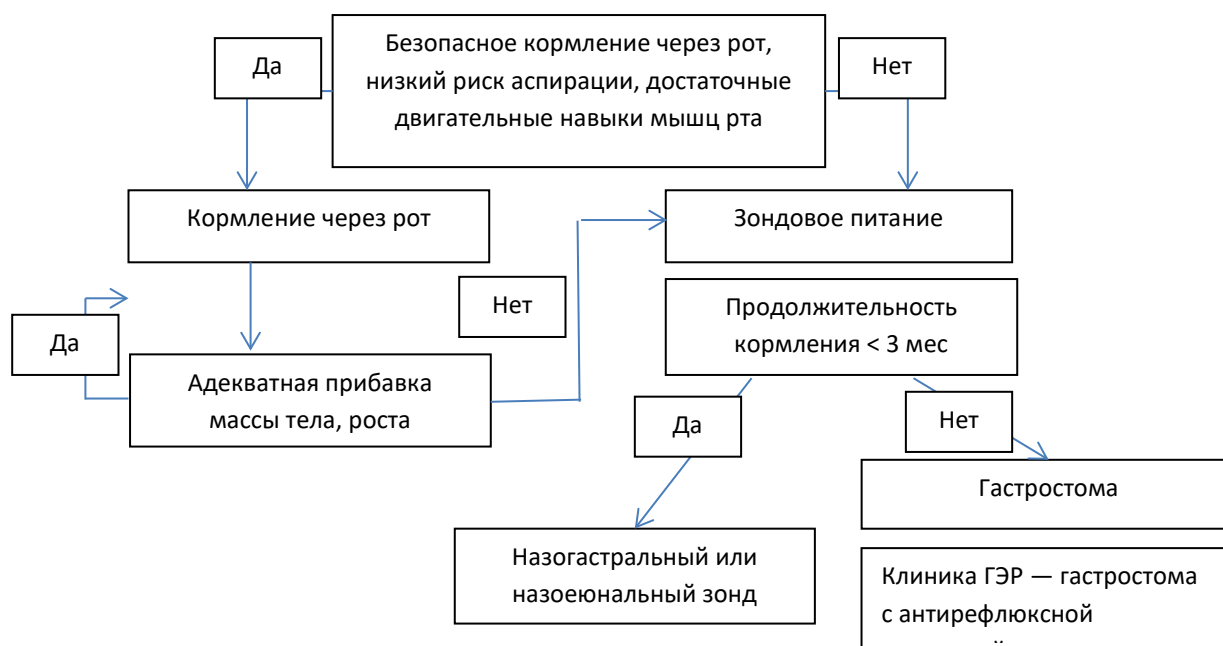 Безопасное кормление через рот,
низкий риск аспирации, достаточные
двигательные навыки мышц рта
Да
Нет
Кормление через рот
Зондовое питание
Да
Нет
Продолжительность
кормления < 3 мес
Адекватная прибавка
массы тела, роста
Да
Нет
Назогастральный или
назоеюнальный зонд
Гастростома
Клиника ГЭР — гастростома
с антирефлюксной